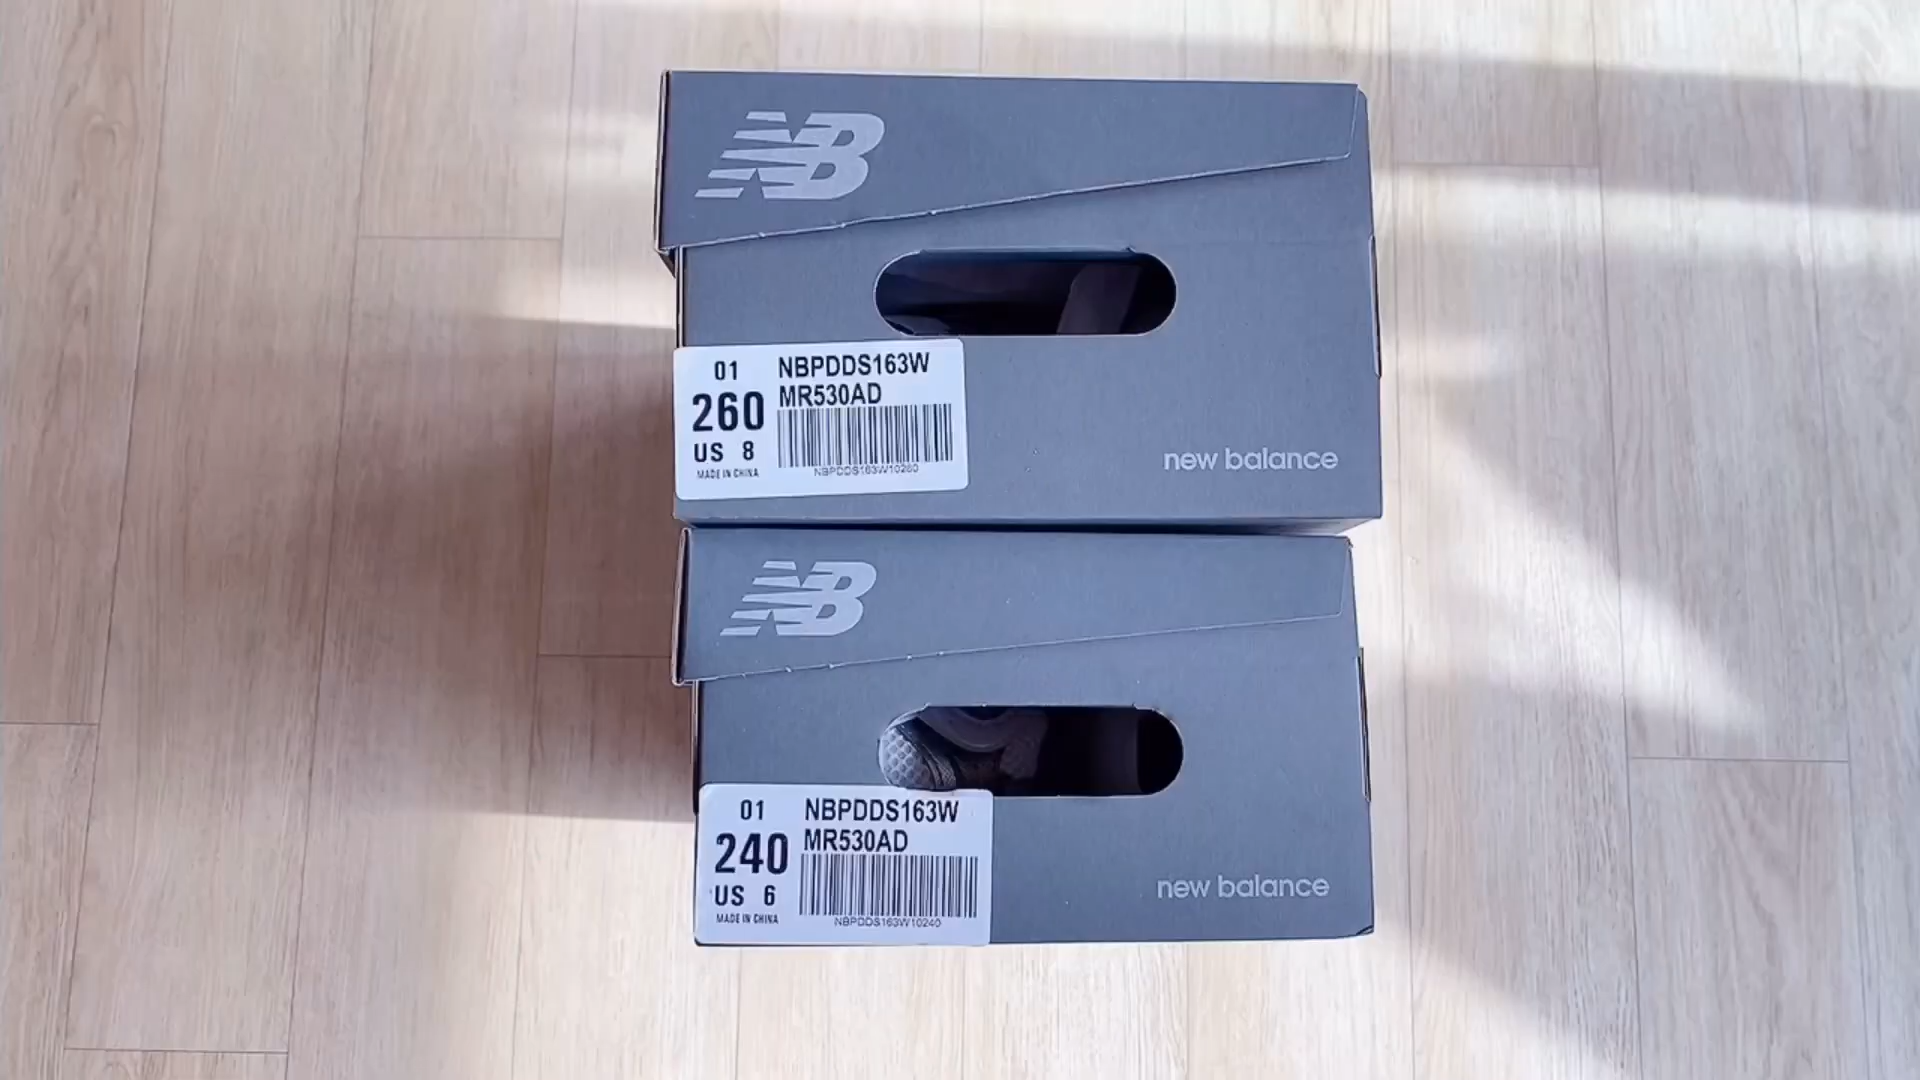 NB
01
260
US 8
MADE IN CHINA
NBPDDS163W
MR530AD
NBPDDS163W10260
new balance
NB
01
240
US 6
MADE IN CHINA
NBPDDS163W
MR530AD
NBPDDS163W10240
new balance